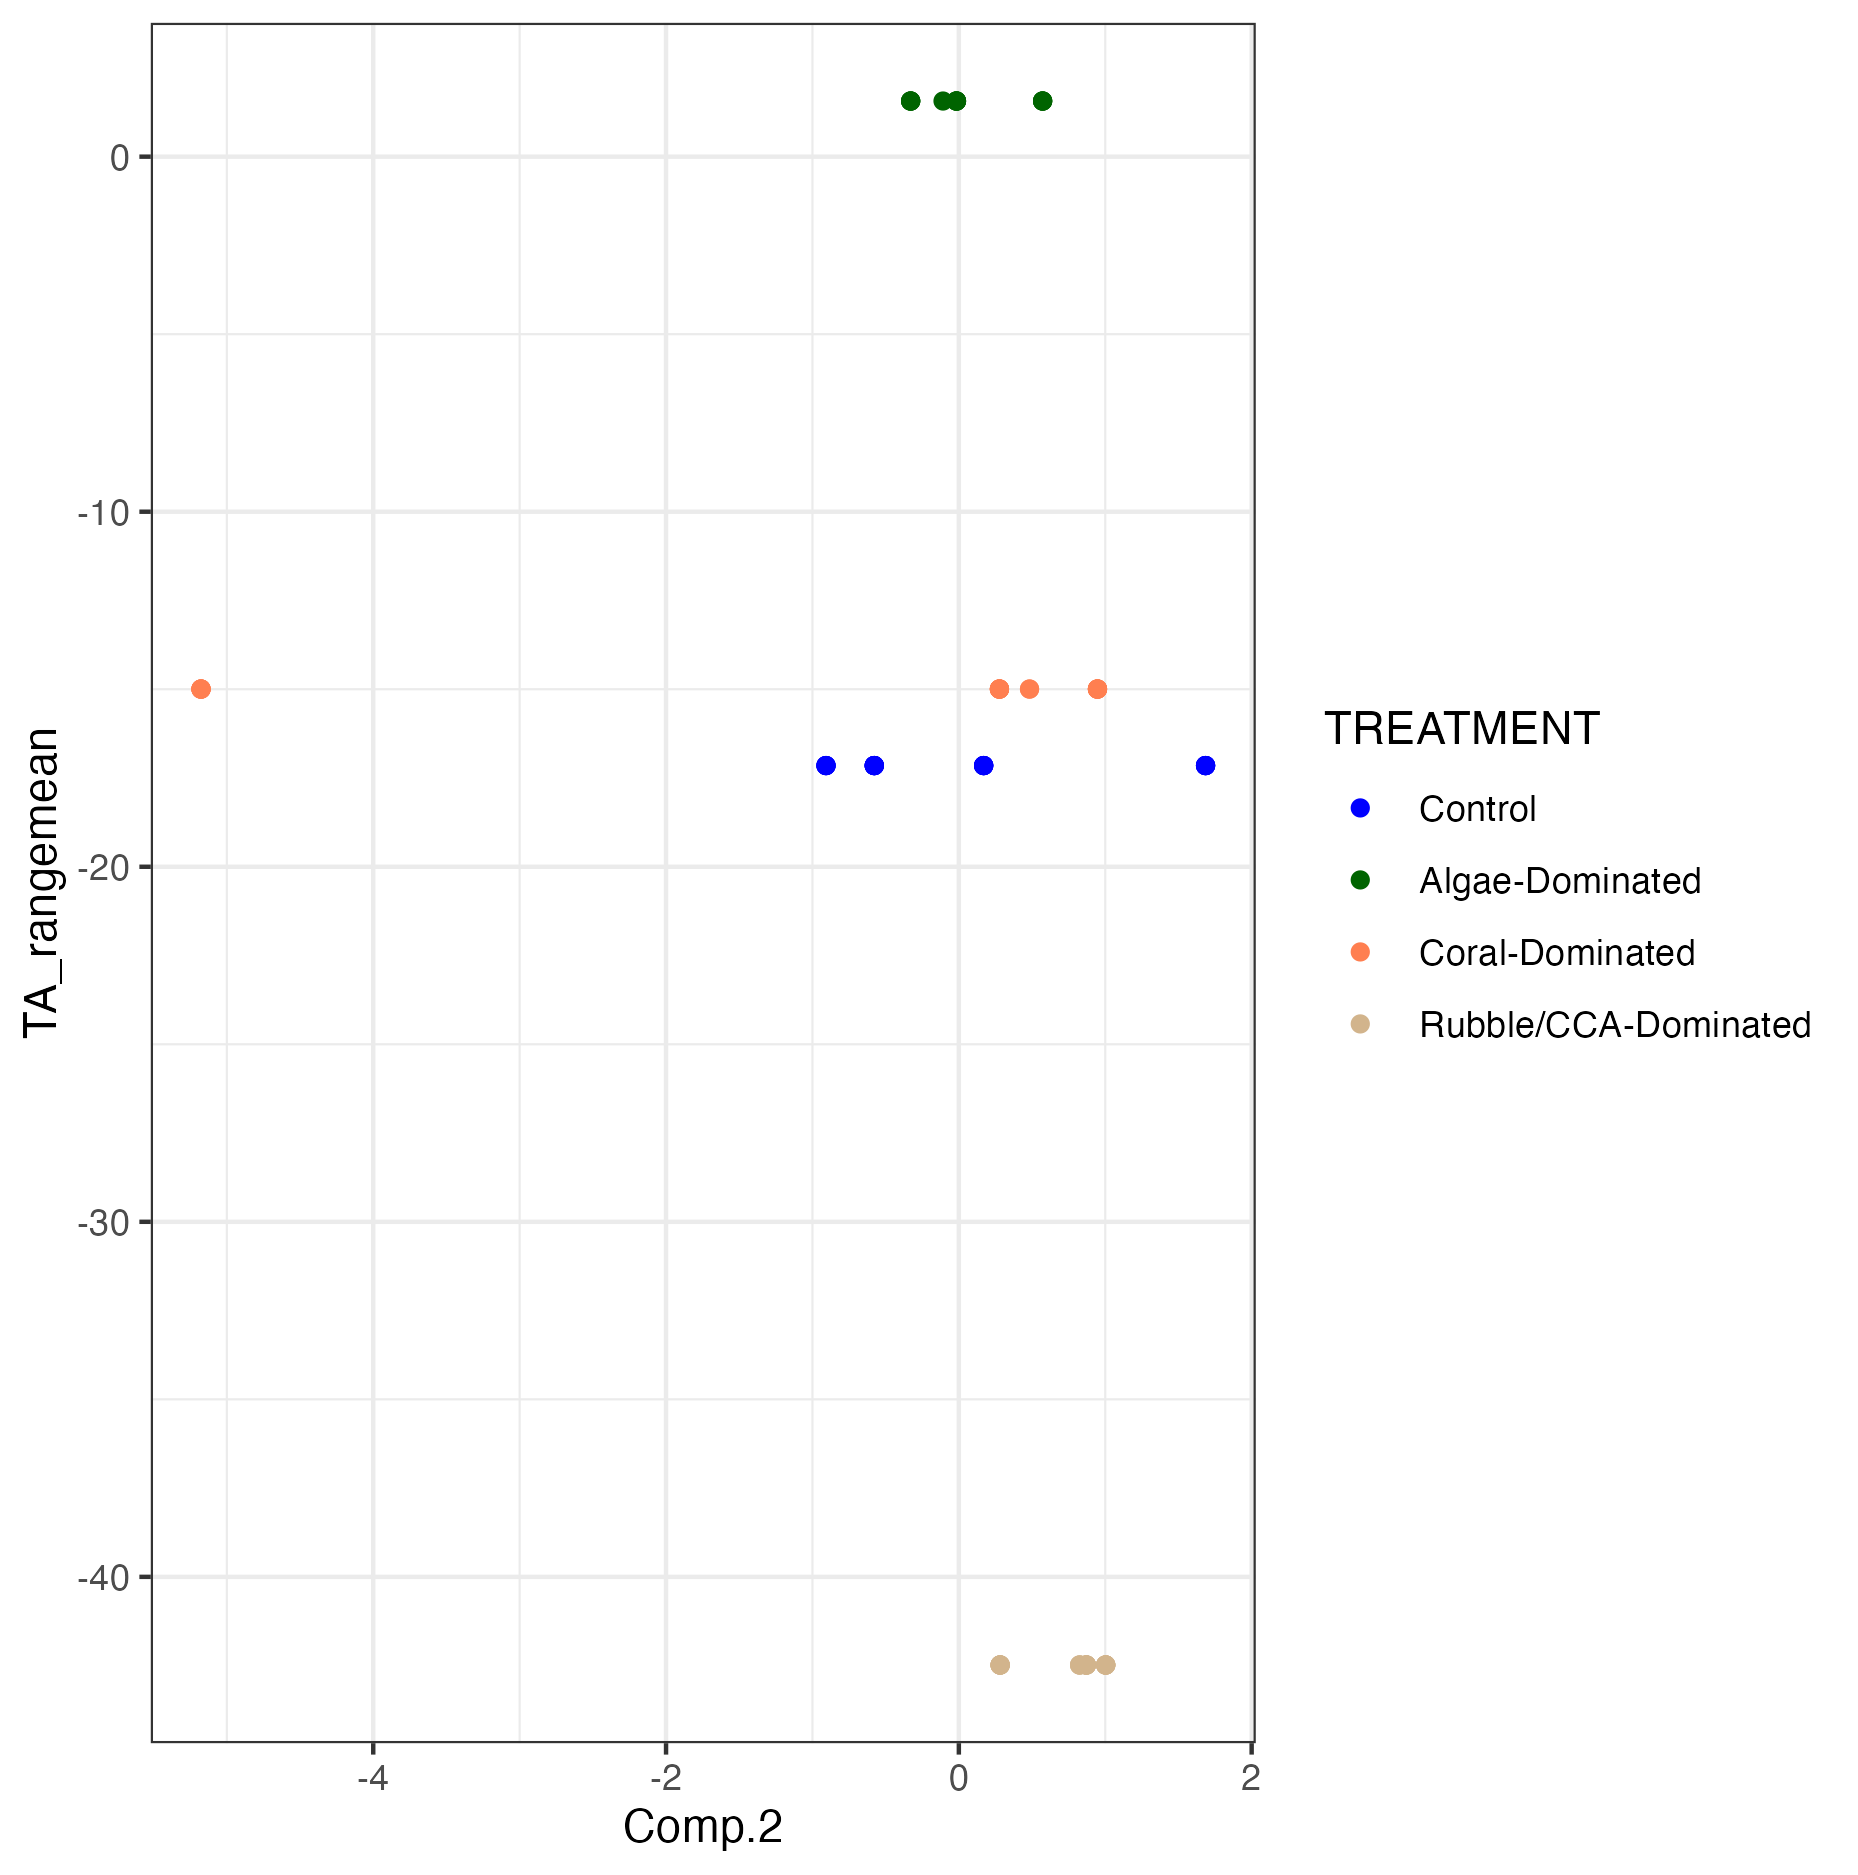 0
-10
-20
-30
-40
TA_rangemean
-4
-2
0
2
Comp.2
TREATMENT
Control
Algae-Dominated
Coral-Dominated
Rubble/CCA-Dominated